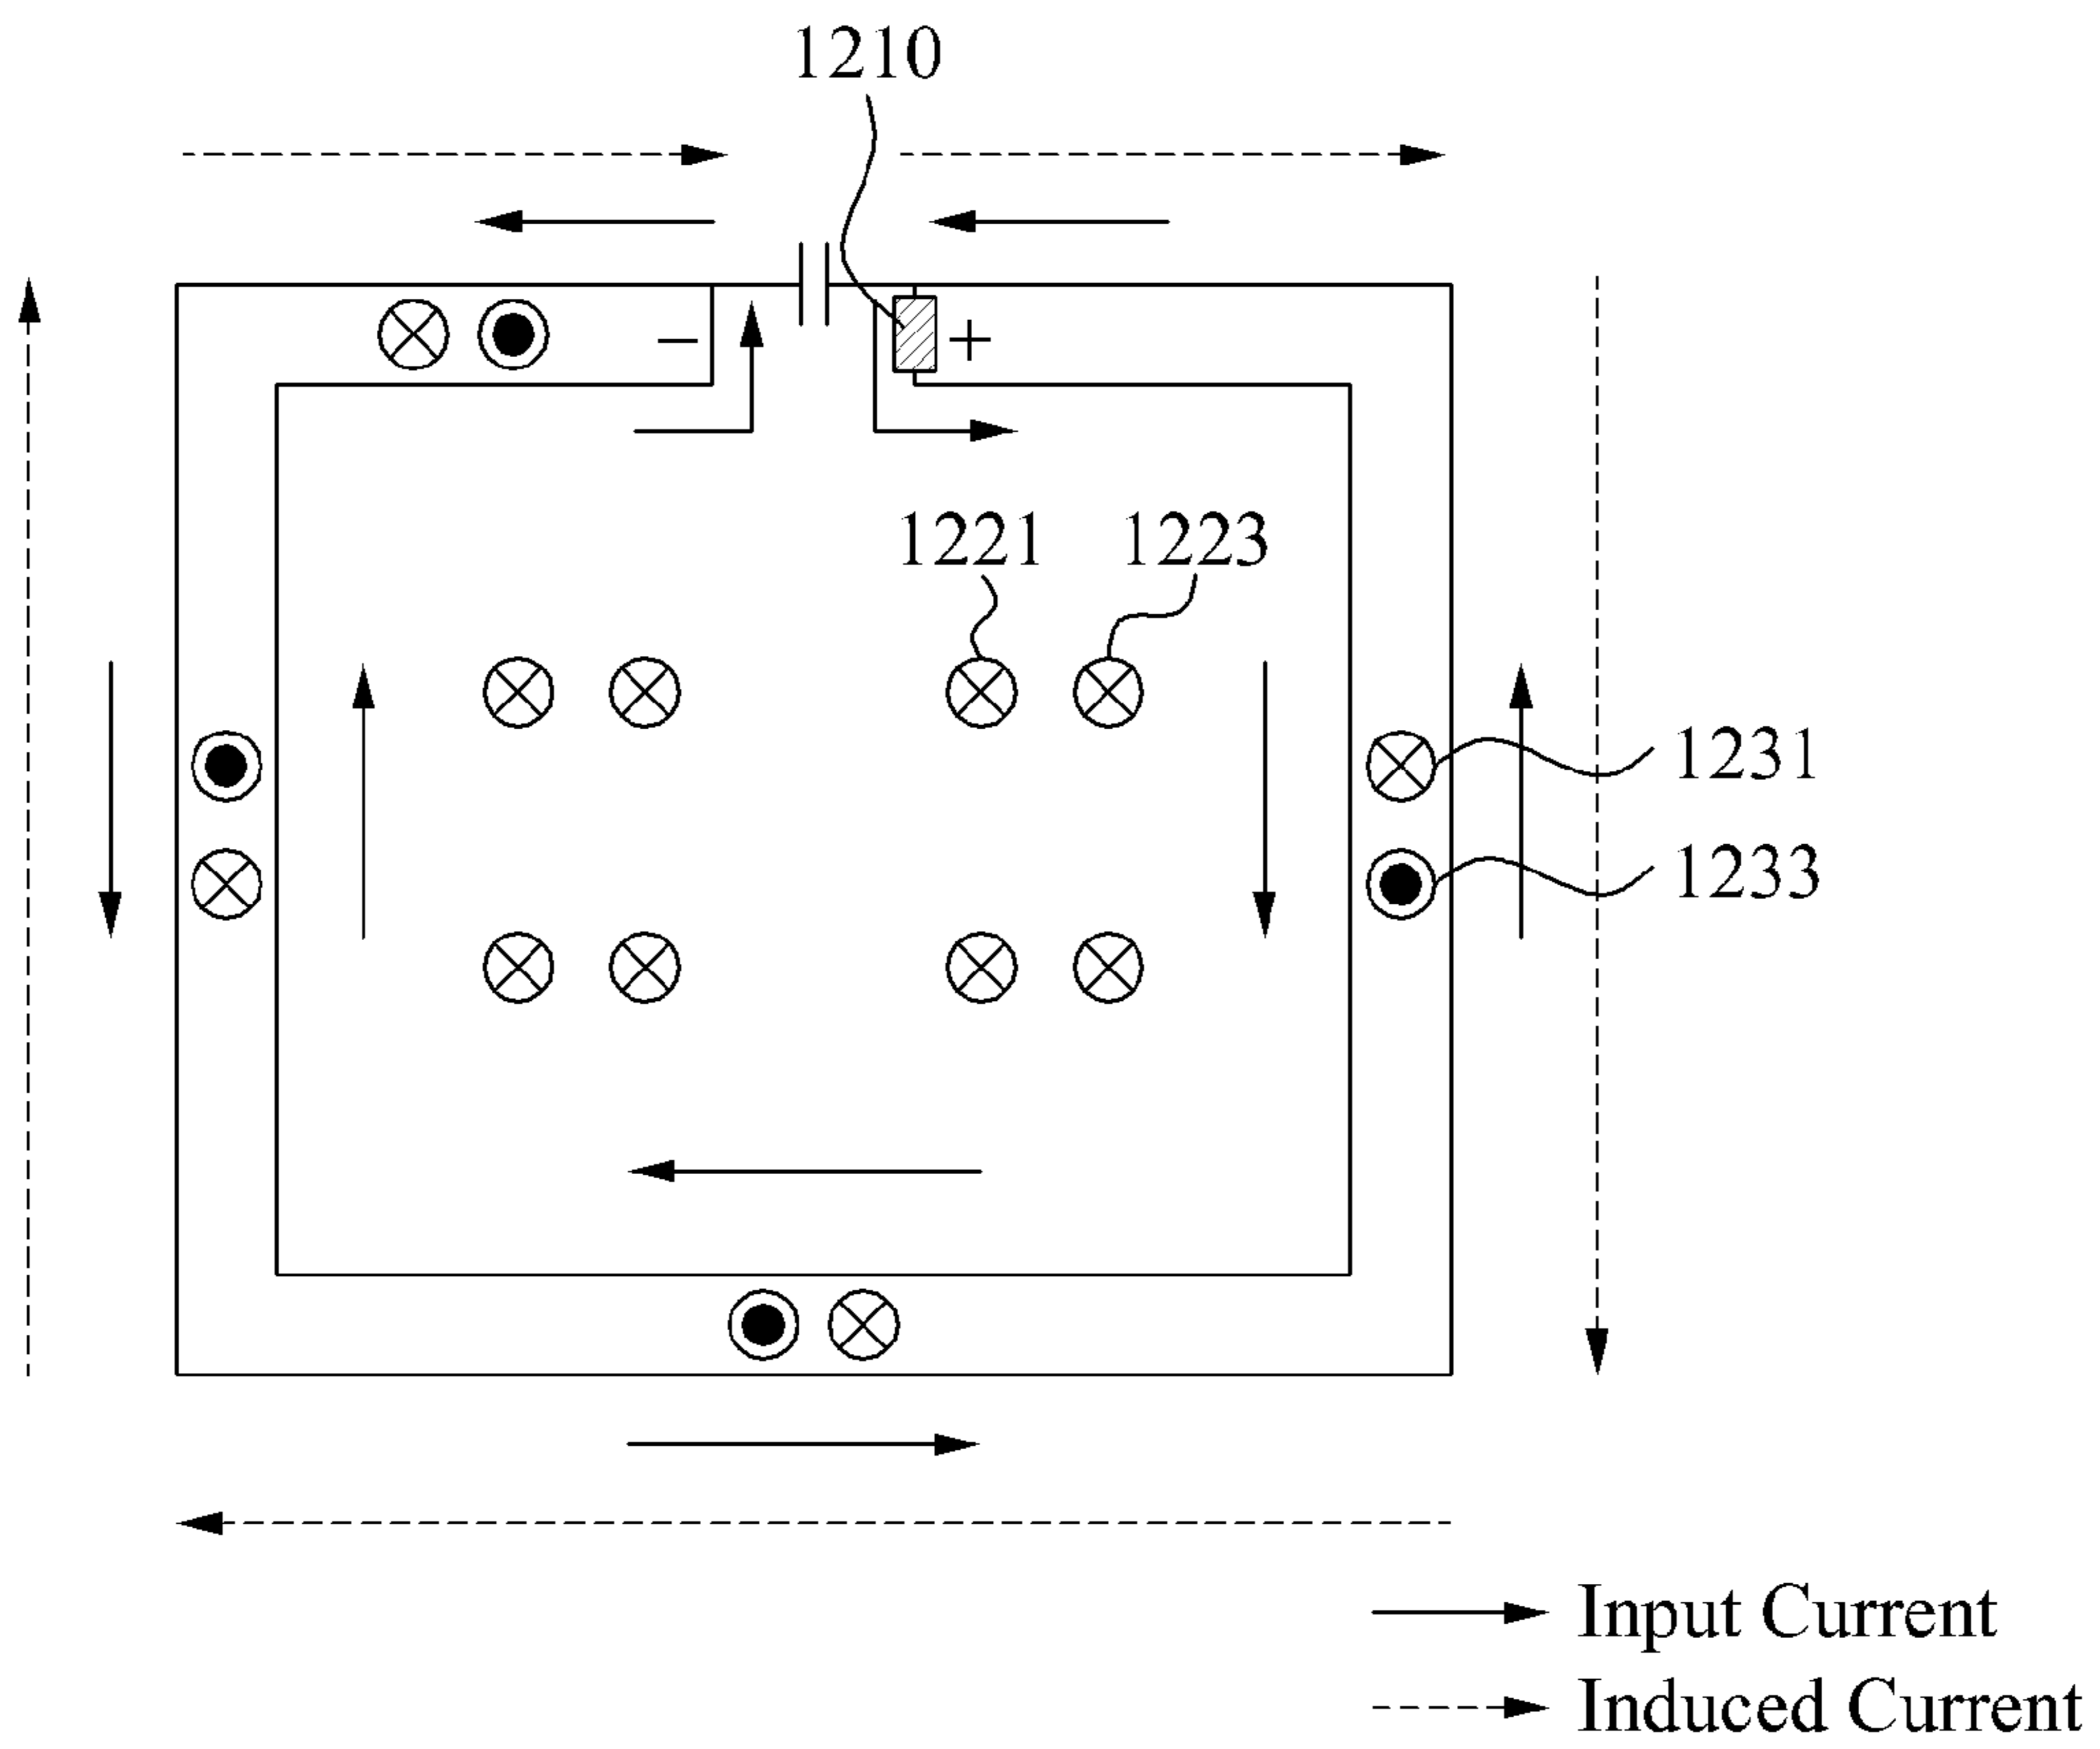 1210
− +
1221 1223
1231
1233
Input Current
Induced Current